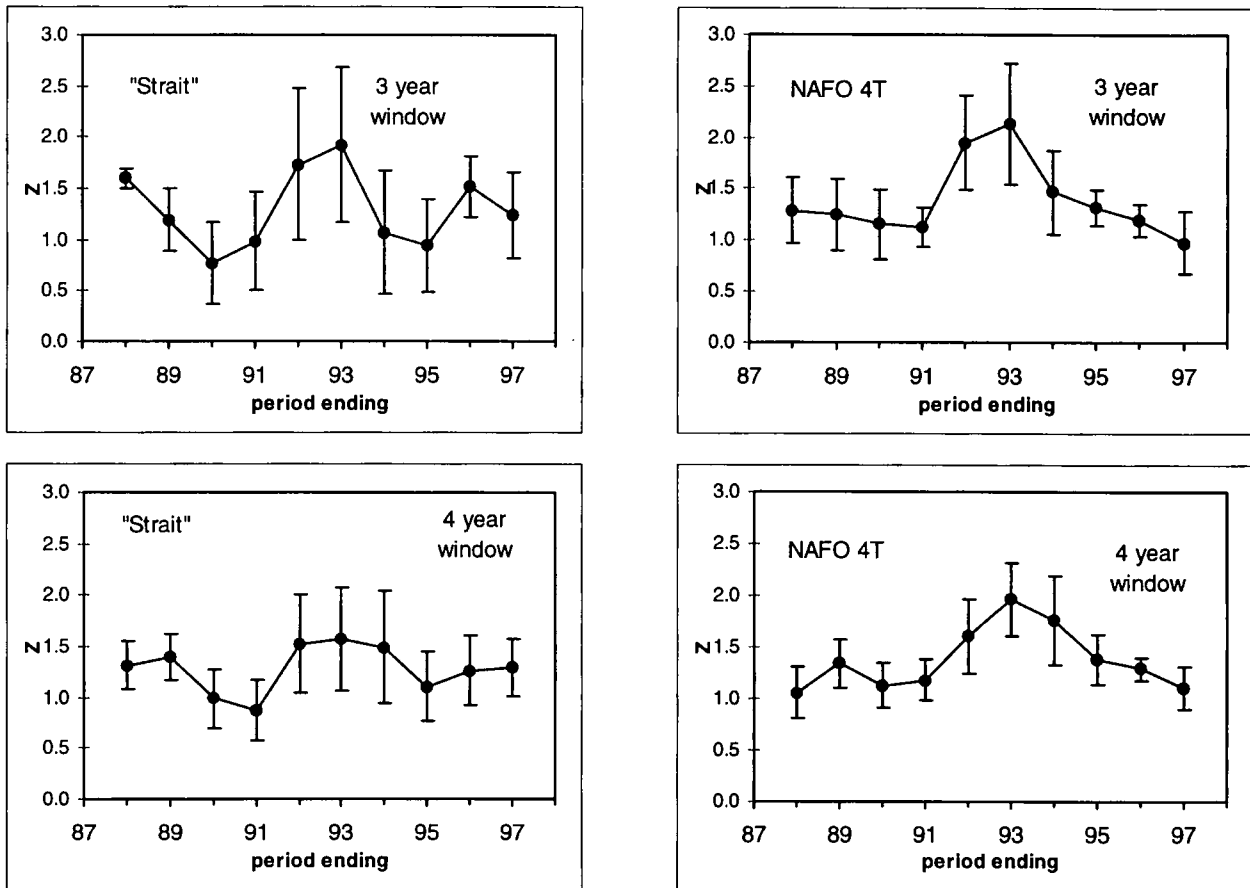 3.0
2.5
2.0
1.5
1.0
0.5
0.0
Z
"Strait"
3 year
window
87 89 91 93 95 97
period ending
3.0
2.5
2.0
1.5
1.0
0.5
0.0
Z
NAFO 4T
3 year
window
87 89 91 93 95 97
period ending
3.0
2.5
2.0
1.5
1.0
0.5
0.0
Z
"Strait"
4 year
window
87 89 91 93 95 97
period ending
3.0
2.5
2.0
1.5
1.0
0.5
0.0
Z
NAFO 4T
4 year
window
87 89 91 93 95 97
period ending